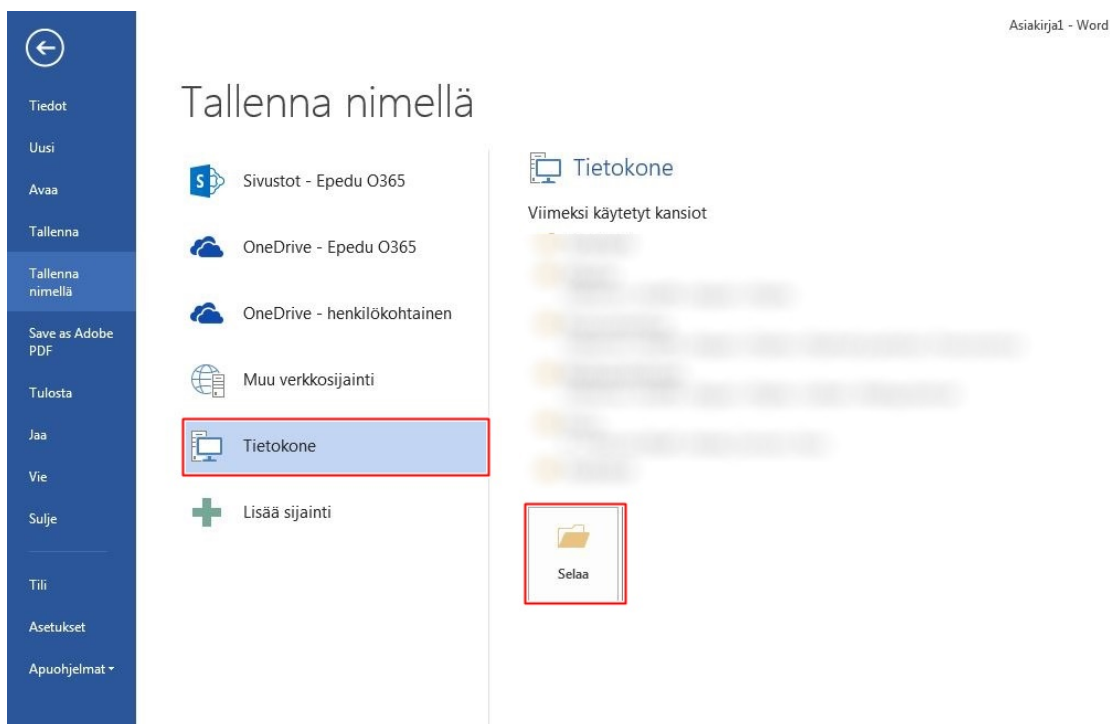 Asiakirja1 - Word
Tiedot
Uusi
Avaa
Tallenna
Tallenna
nimellä
Save as Adobe
PDF
Tulosta
Jaa
Vie
Sulje
Tili
Asetukset
Apuohjelmat
Tallenna nimellä
Sivustot - Epedu O365
OneDrive - Epedu O365
OneDrive - henkilökohtainen
Muu verkkosijainti
Tietokone
Lisää sijainti
Tietokone
Viimeksi käytetyt kansiot
Selaa